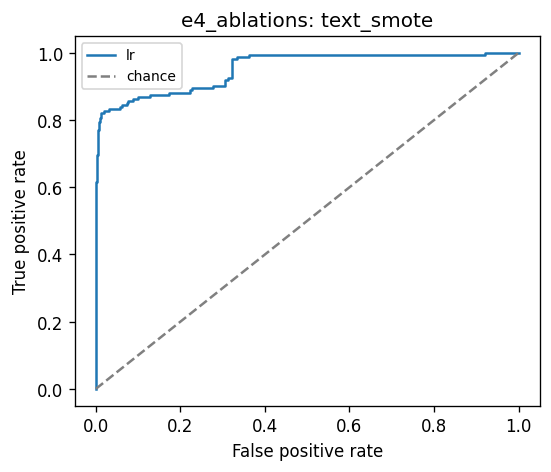 e4_ablations: text_smote
lr
chance
1.0
0.8
0.6
0.4
0.2
0.0
True positive rate
0.0 0.2 0.4 0.6 0.8 1.0
False positive rate